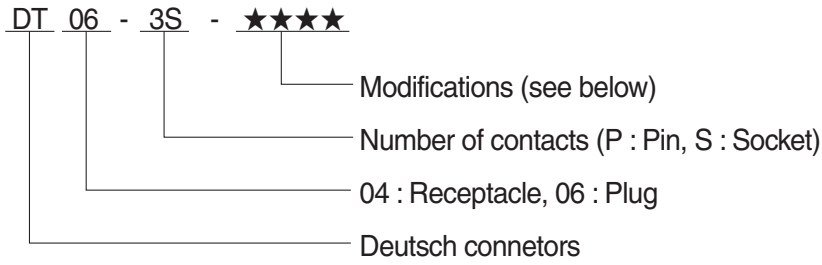 DT 06 - 3S - ★★★★
Modifications (see below)
Number of contacts (P : Pin, S : Socket)
04 : Receptacle, 06 : Plug
Deutsch connetors